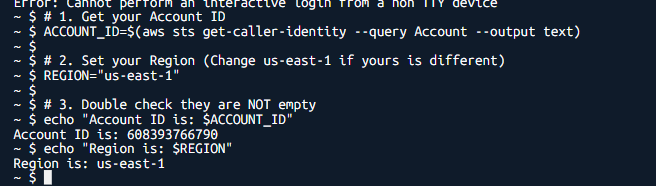 Error: Cannot perform an interactive login from a non TTY device
~ $ # 1. Get your Account ID
~ $ ACCOUNT_ID=$(aws sts get-caller-identity --query Account --output text)
~ $
~ $ # 2. Set your Region (Change us-east-1 if yours is different)
~ $ REGION="us-east-1"
~ $
~ $ # 3. Double check they are NOT empty
~ $ echo "Account ID is: $ACCOUNT_ID"
Account ID is: 608393766790
~ $ echo "Region is: $REGION"
Region is: us-east-1
~ $